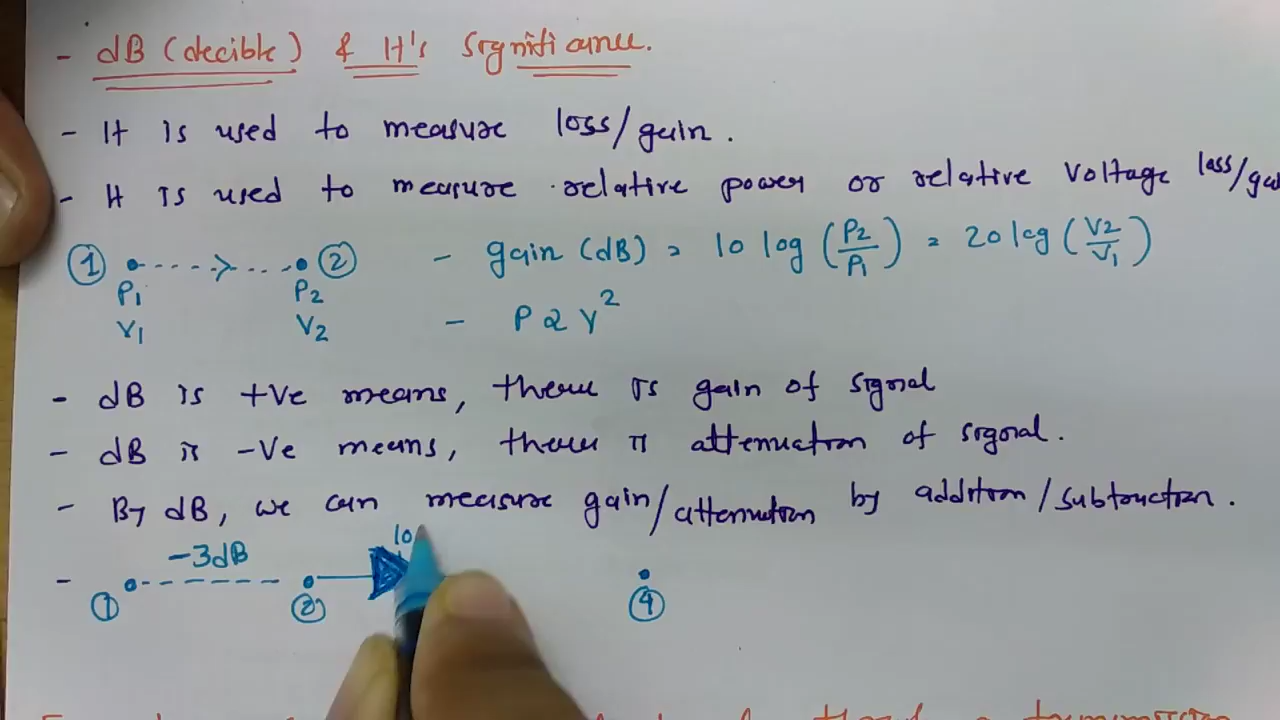 - dB (decible) & It's Significance.
- It is used to measure loss/gain.
- It is used to measure relative power or relative Voltage loss/ga
① ② - gain (dB) = 10 log (P2/P1) = 20 log (V2/V1)
P1 P2
V1 V2 - P ∝ V²
- dB is +Ve means, there is gain of signal
- dB is -Ve means, there is attenuation of signal.
- By dB, we can measure gain/attenuation by addition/subtraction.
-3dB 10
- ① ② ④